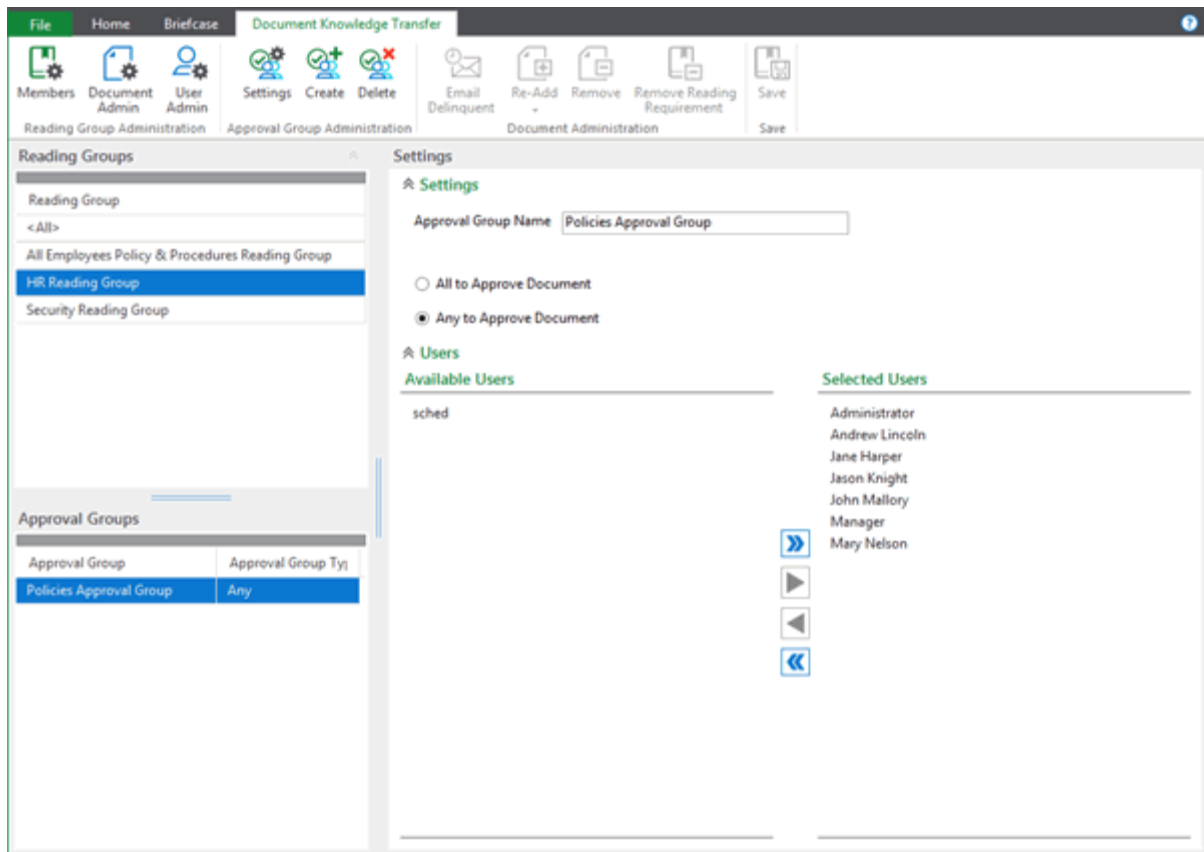 File Home Briefcase Document Knowledge Transfer ?
Members Document Admin User Admin Settings Create Delete Email Delinquent Re-Add Remove Remove Reading Requirement Save
Reading Group Administration Approval Group Administration Document Administration Save
Reading Groups
Reading Group
<All>
All Employees Policy & Procedures Reading Group
HR Reading Group
Security Reading Group
Approval Groups
Approval Group Approval Group Ty
Policies Approval Group Any
Settings
Settings
Approval Group Name Policies Approval Group
All to Approve Document
Any to Approve Document
Users
Available Users
sched
Selected Users
Administrator
Andrew Lincoln
Jane Harper
Jason Knight
John Mallory
Manager
Mary Nelson